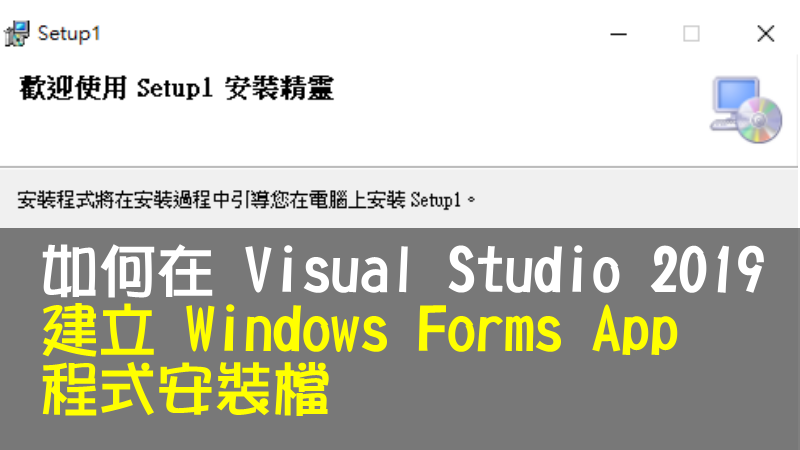 Setup1
歡迎使用 Setup1 安裝精靈
安裝程式將在安裝過程中引導您在電腦上安裝 Setup1。
如何在 Visual Studio 2019
建立 Windows Forms App
程式安裝檔